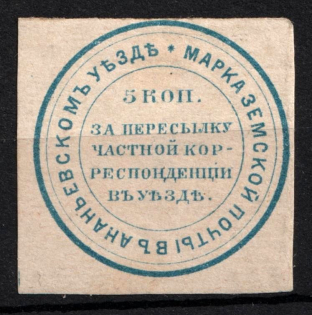 МАРКА ЗЕМСКОЙ ПОЧТЫ ВЪ АНАНЬЕВСКОМЪ УѢЗДѢ *
5 КОП.
ЗА ПЕРЕСЫЛКУ
ЧАСТНОЙ КОР-
РЕСПОНДЕНЦІИ
ВЪ УѢЗДѢ.